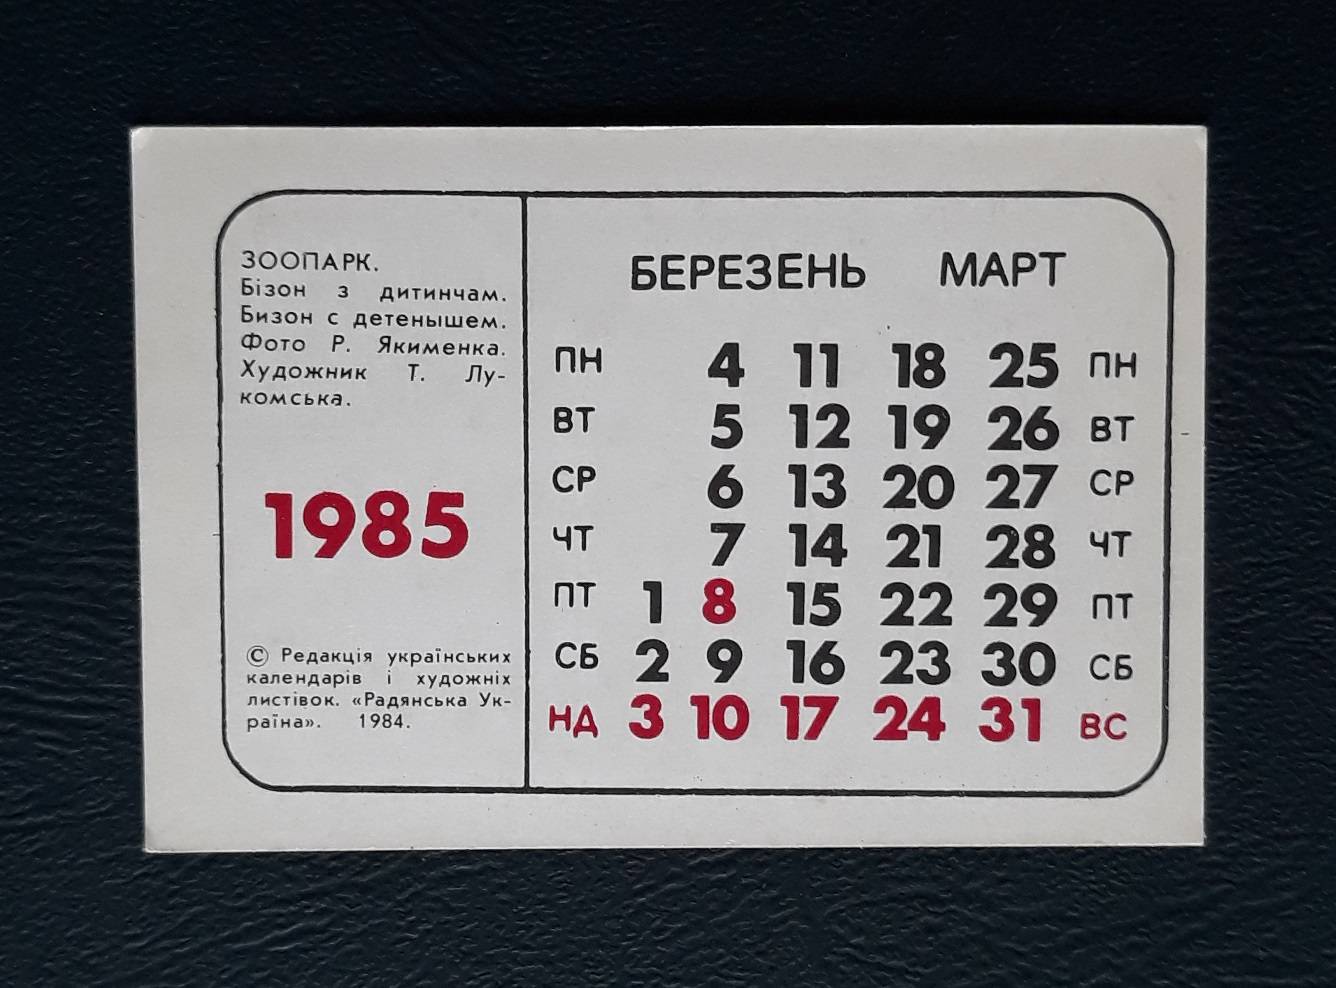 ЗООПАРК.
Бізон з дитинчам.
Бизон с детенышем.
Фото Р. Якименка.
Художник Т. Лу-
комська.
1985
© Редакція українських
календарів і художніх
листівок. «Радянська Ук-
раїна». 1984.
БЕРЕЗЕНЬ МАРТ
ПН 4 11 18 25 ПН
ВТ 5 12 19 26 ВТ
СР 6 13 20 27 СР
ЧТ 7 14 21 28 ЧТ
ПТ 1 8 15 22 29 ПТ
СБ 2 9 16 23 30 СБ
НД 3 10 17 24 31 ВС